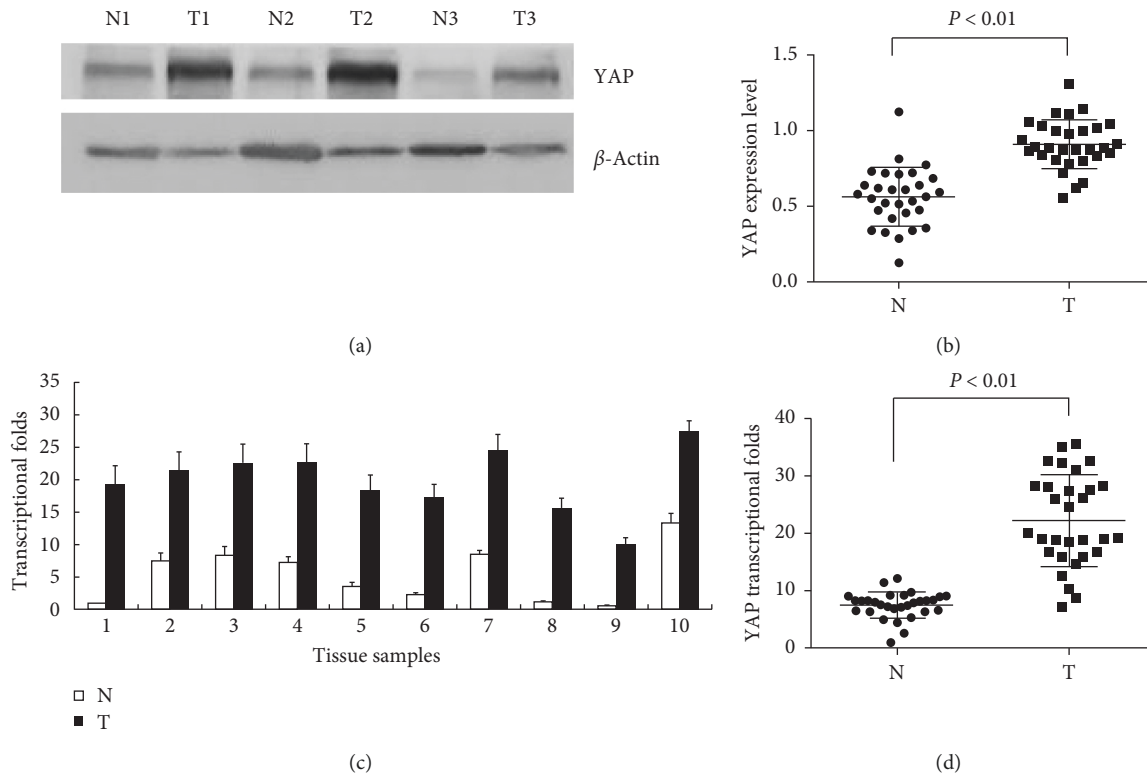 N1 T1 N2 T2 N3 T3
YAP
β-Actin
(a)
P < 0.01
YAP expression level
1.5
1.0
0.5
0.0
N T
(b)
Transcriptional folds
35
30
25
20
15
10
5
0
1 2 3 4 5 6 7 8 9 10
Tissue samples
N
T
(c)
P < 0.01
YAP transcriptional folds
40
30
20
10
0
N T
(d)